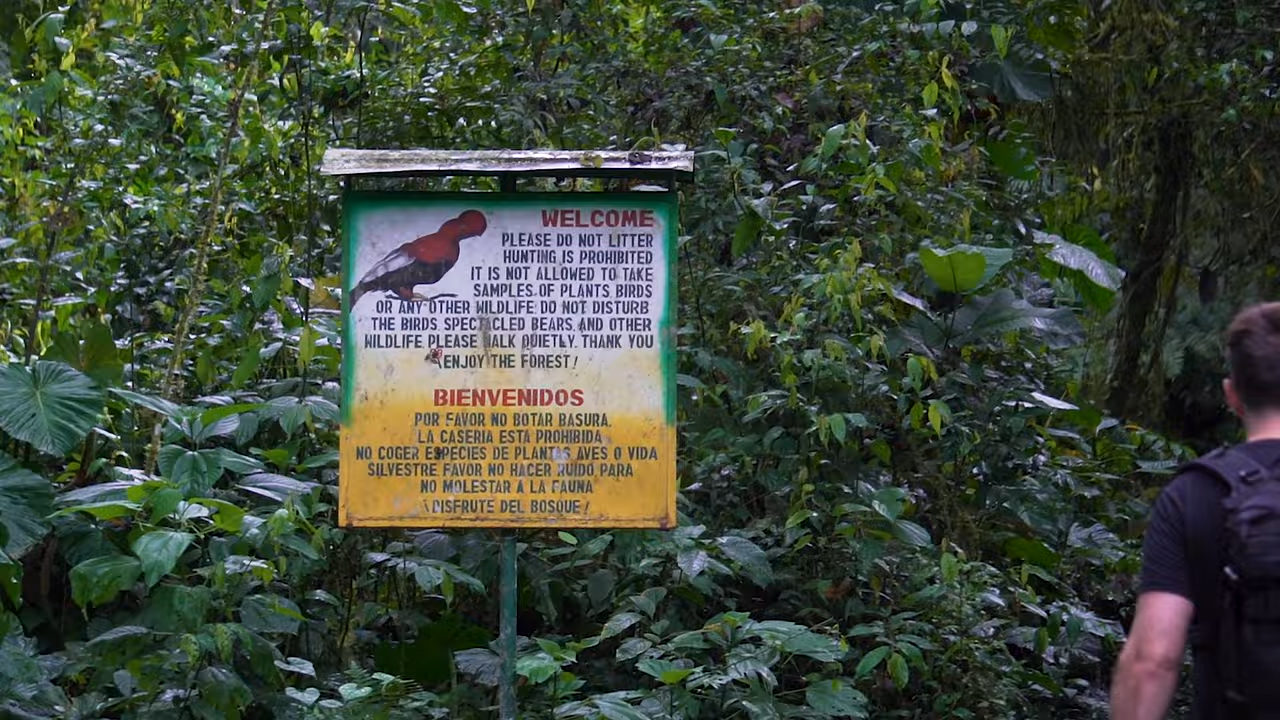 WELCOME
PLEASE DO NOT LITTER
HUNTING IS PROHIBITED
IT IS NOT ALLOWED TO TAKE
SAMPLES OF PLANTS BIRDS
OR ANY OTHER WILDLIFE DO NOT DISTURB
THE BIRDS SPECTACLED BEARS AND OTHER
WILDLIFE PLEASE WALK QUIETLY. THANK YOU
ENJOY THE FOREST!
BIENVENIDOS
POR FAVOR NO BOTAR BASURA.
LA CASERIA ESTA PROHIBIDA
NO COGER ESPECIES DE PLANTAS AVES O VIDA
SILVESTRE FAVOR NO HACER RUIDO PARA
NO MOLESTAR A LA FAUNA
¡DISFRUTE DEL BOSQUE!